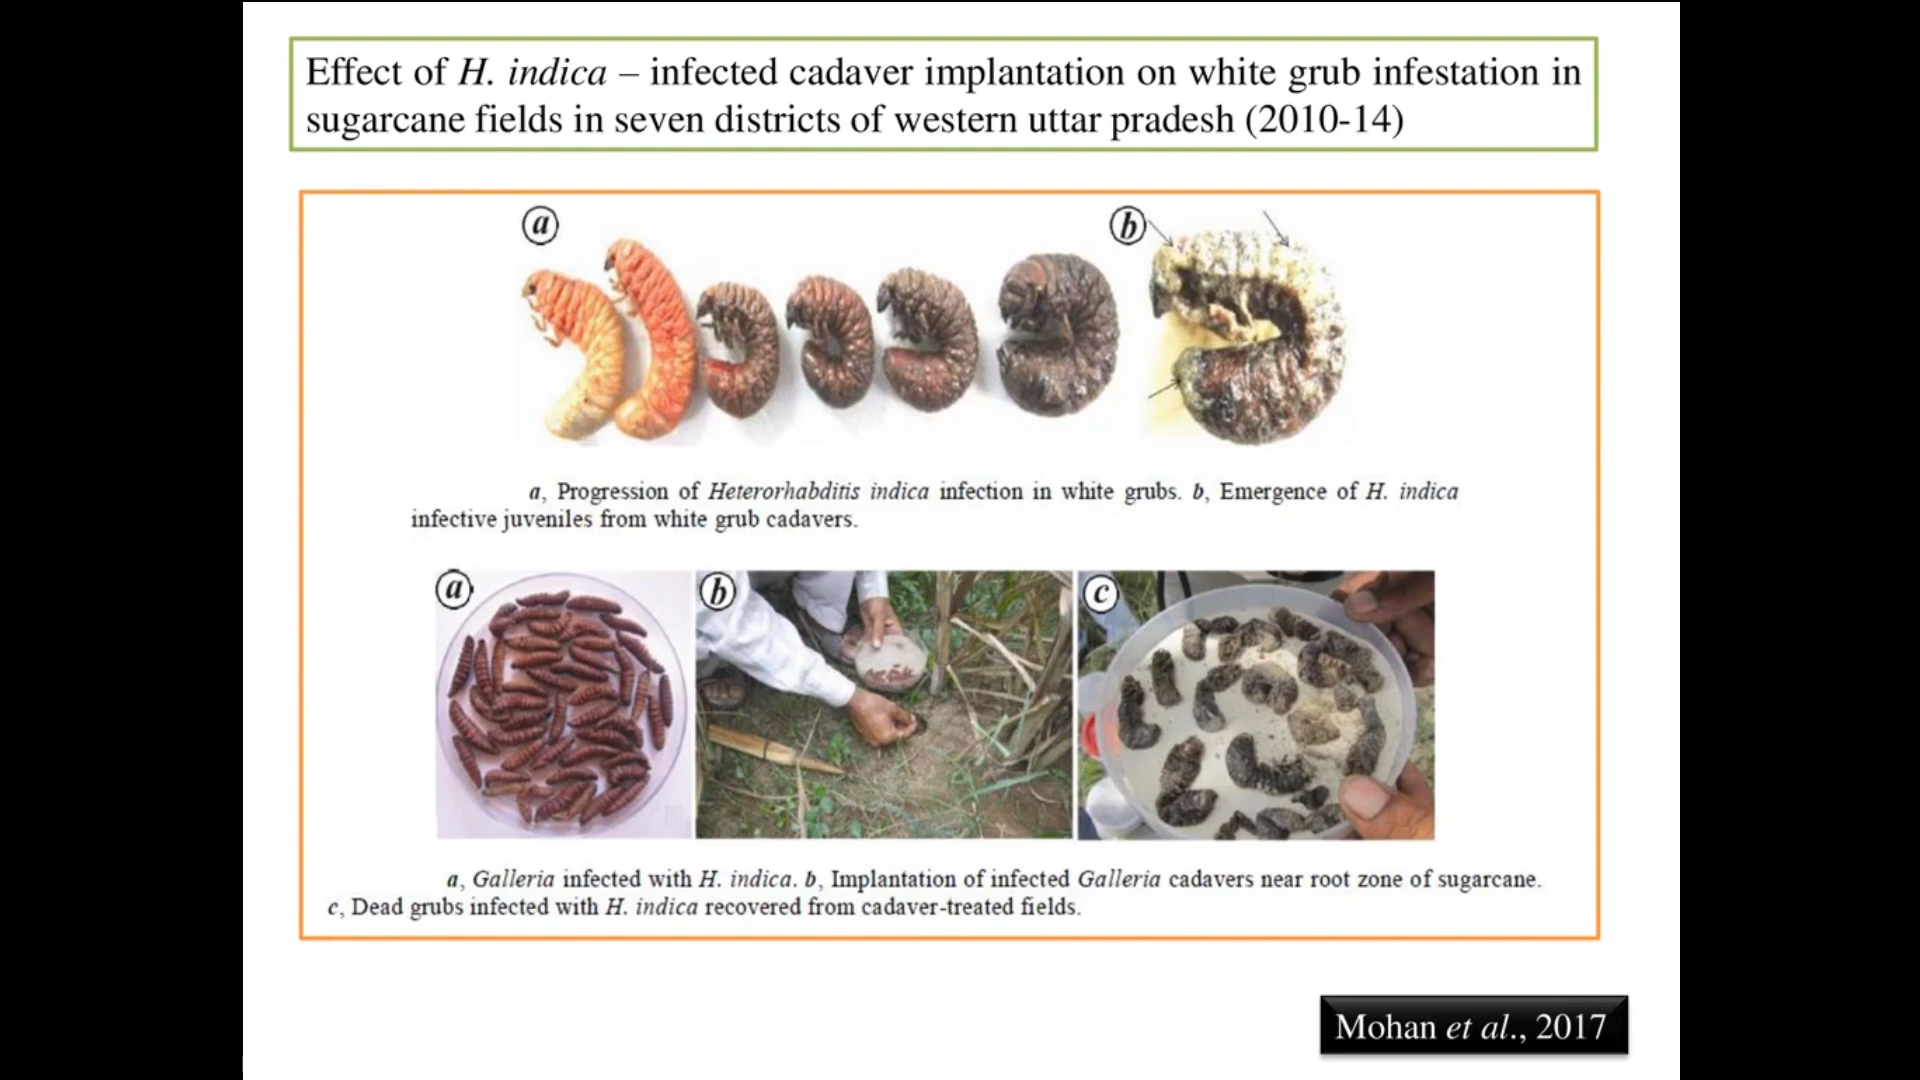 Effect of H. indica – infected cadaver implantation on white grub infestation in
sugarcane fields in seven districts of western uttar pradesh (2010-14)
a
b
a, Progression of Heterorhabditis indica infection in white grubs. b, Emergence of H. indica
infective juveniles from white grub cadavers.
a
b
c
a, Galleria infected with H. indica. b, Implantation of infected Galleria cadavers near root zone of sugarcane.
c, Dead grubs infected with H. indica recovered from cadaver-treated fields.
Mohan et al., 2017